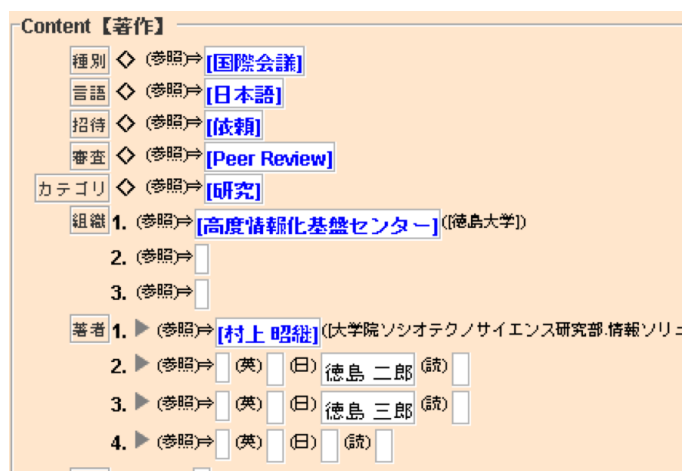 Content【著作】
種別 ◇ (参照)⇒[国際会議]
言語 ◇ (参照)⇒[日本語]
招待 ◇ (参照)⇒[依頼]
審査 ◇ (参照)⇒[Peer Review]
カテゴリ ◇ (参照)⇒[研究]
組織 1. (参照)⇒[高度情報化基盤センター]([徳島大学])
2. (参照)⇒
3. (参照)⇒
著者 1. ▶ (参照)⇒[村上 昭継]([大学院ソシオテクノサイエンス研究部.情報ソリュ
2. ▶ (参照)⇒ (英) (日) 徳島 二郎 (読)
3. ▶ (参照)⇒ (英) (日) 徳島 三郎 (読)
4. ▶ (参照)⇒ (英) (日) (読)